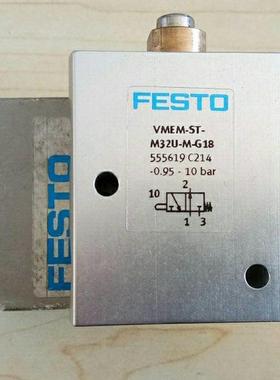 FESTO
VMEM-ST-
M32U-M-G18
555619 C214
-0.95 - 10 bar
2
10
1 3
FESTO